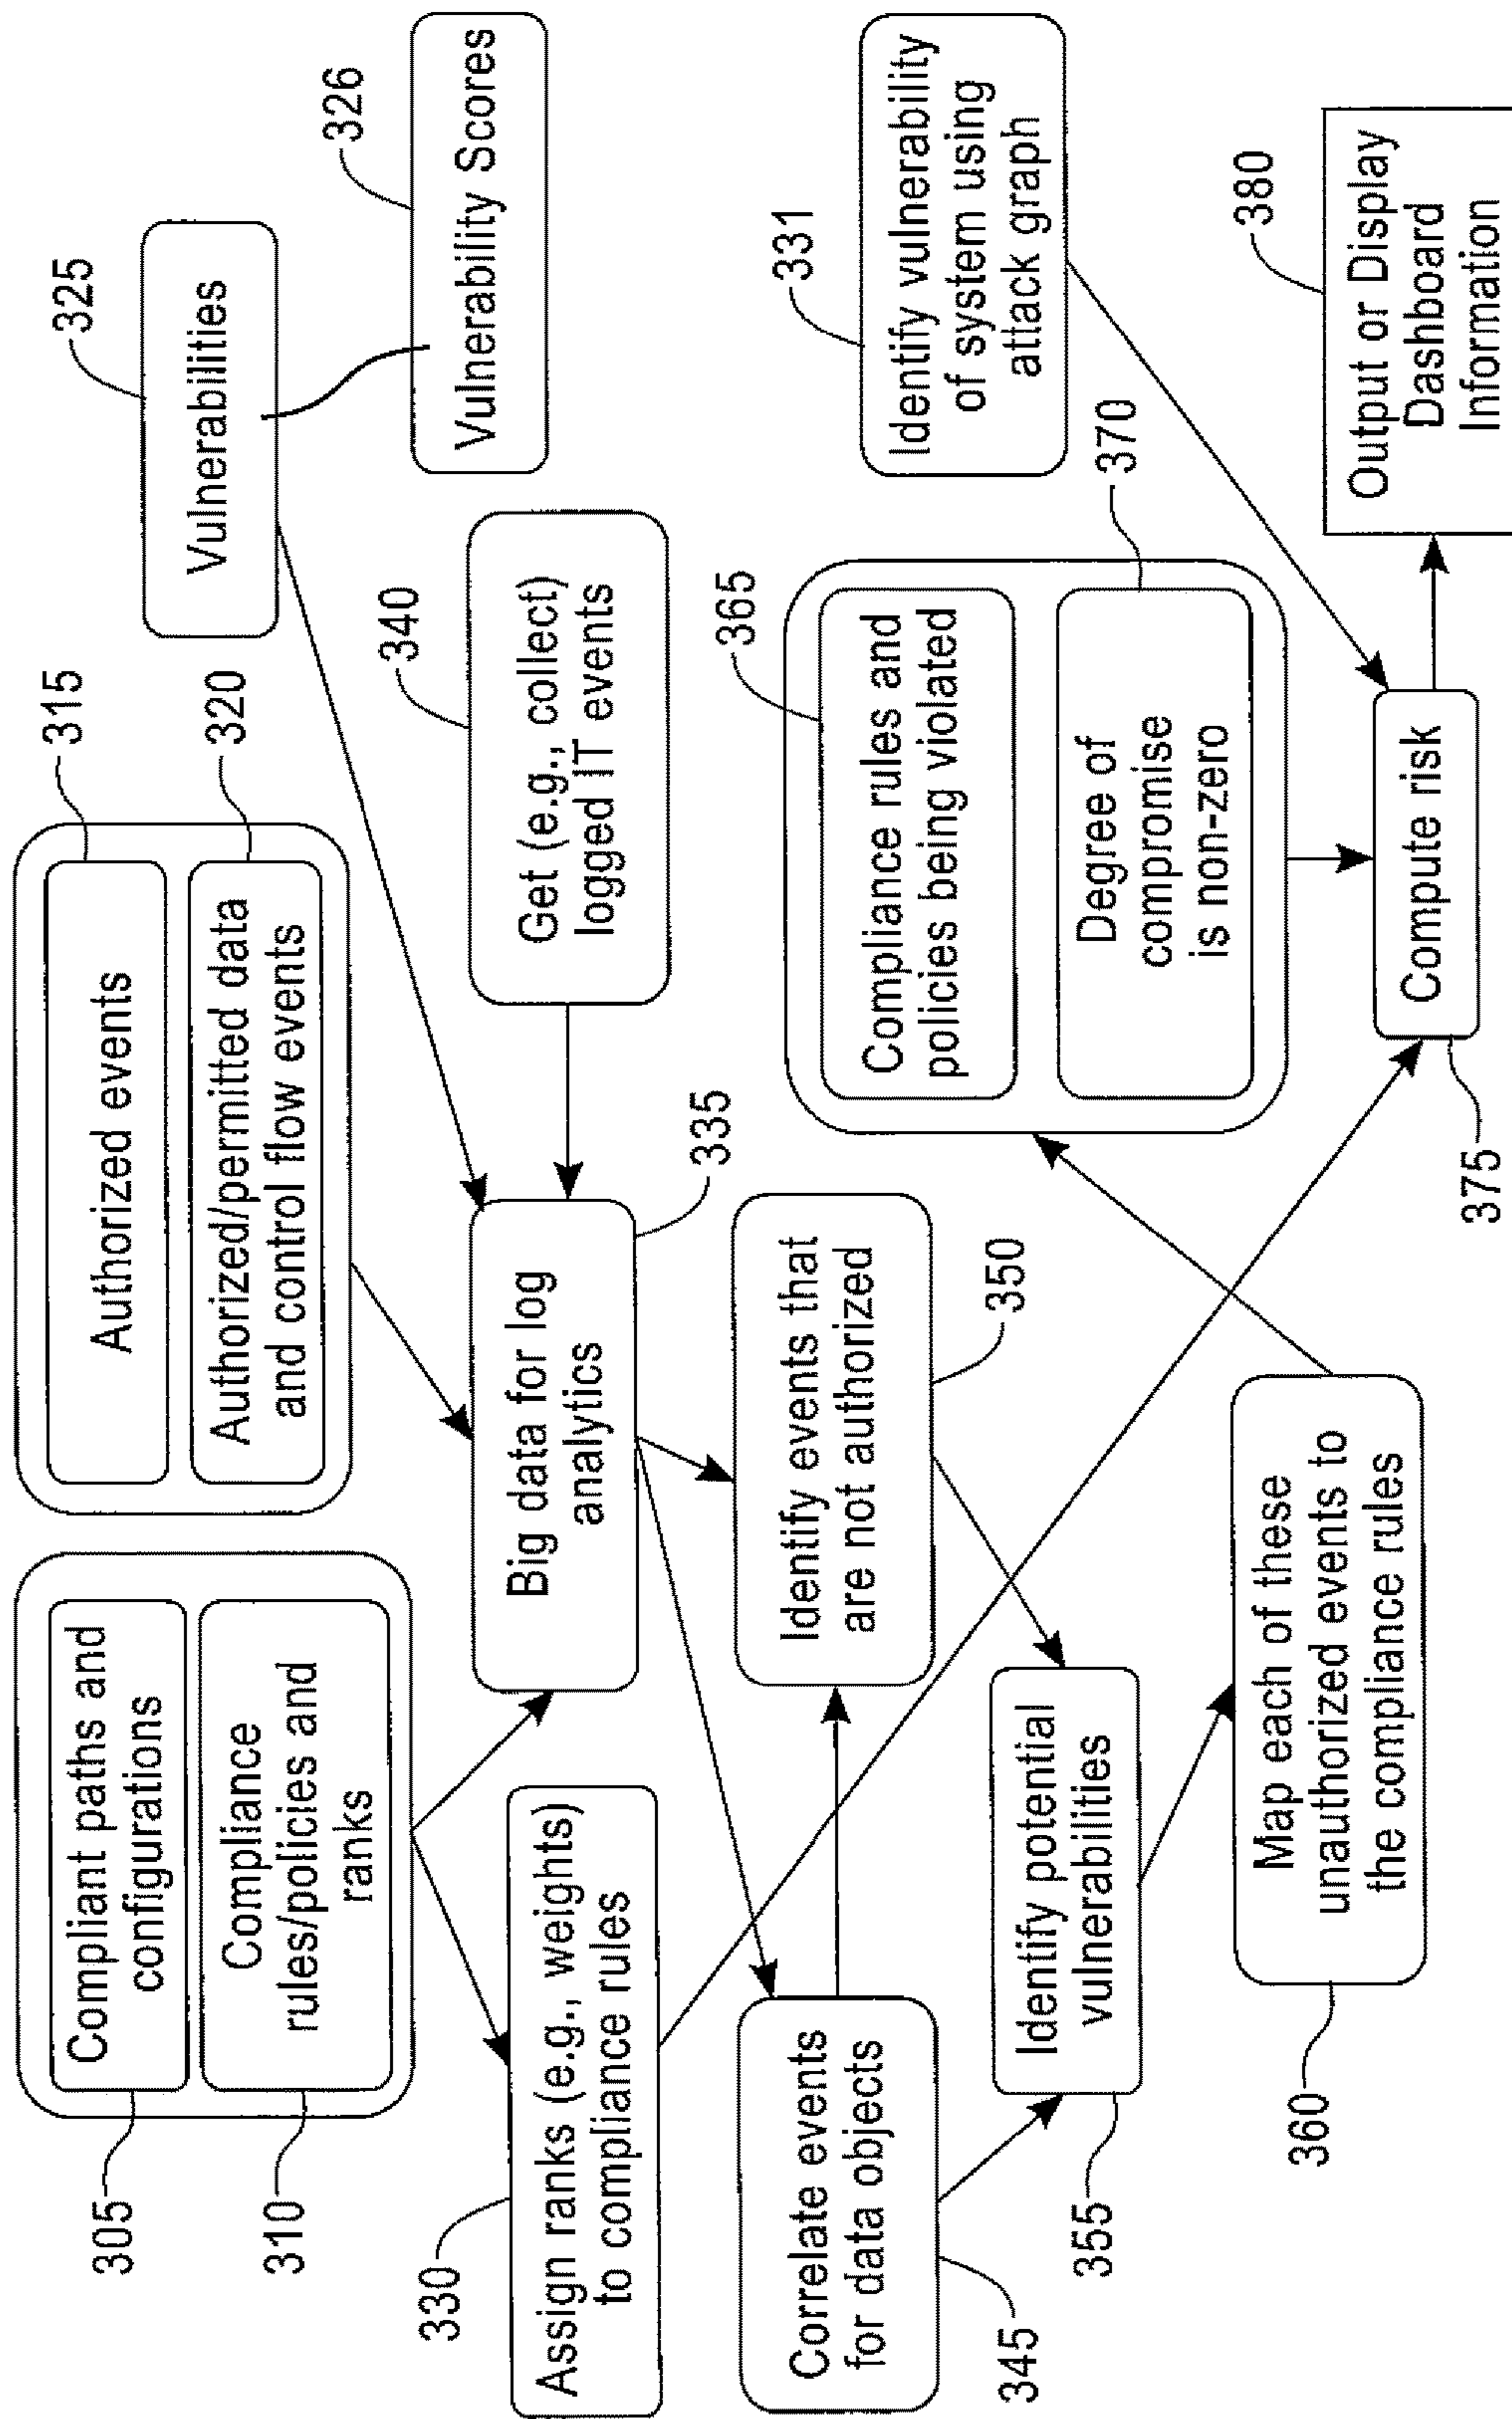 305
Compliant paths and
configurations
310
Compliance
rules/policies and
ranks
315
Authorized events
320
Authorized/permitted data
and control flow events
325
Vulnerabilities
326
Vulnerability Scores
330
Assign ranks (e.g., weights)
to compliance rules
335
Big data for log
analytics
340
Get (e.g., collect)
logged IT events
345
Correlate events
for data objects
350
Identify events that
are not authorized
365
Compliance rules and
policies being violated
370
Degree of
compromise
is non-zero
331
Identify vulnerability
of system using
attack graph
355
Identify potential
vulnerabilities
360
Map each of these
unauthorized events to
the compliance rules
375
Compute risk
380
Output or Display
Dashboard
Information